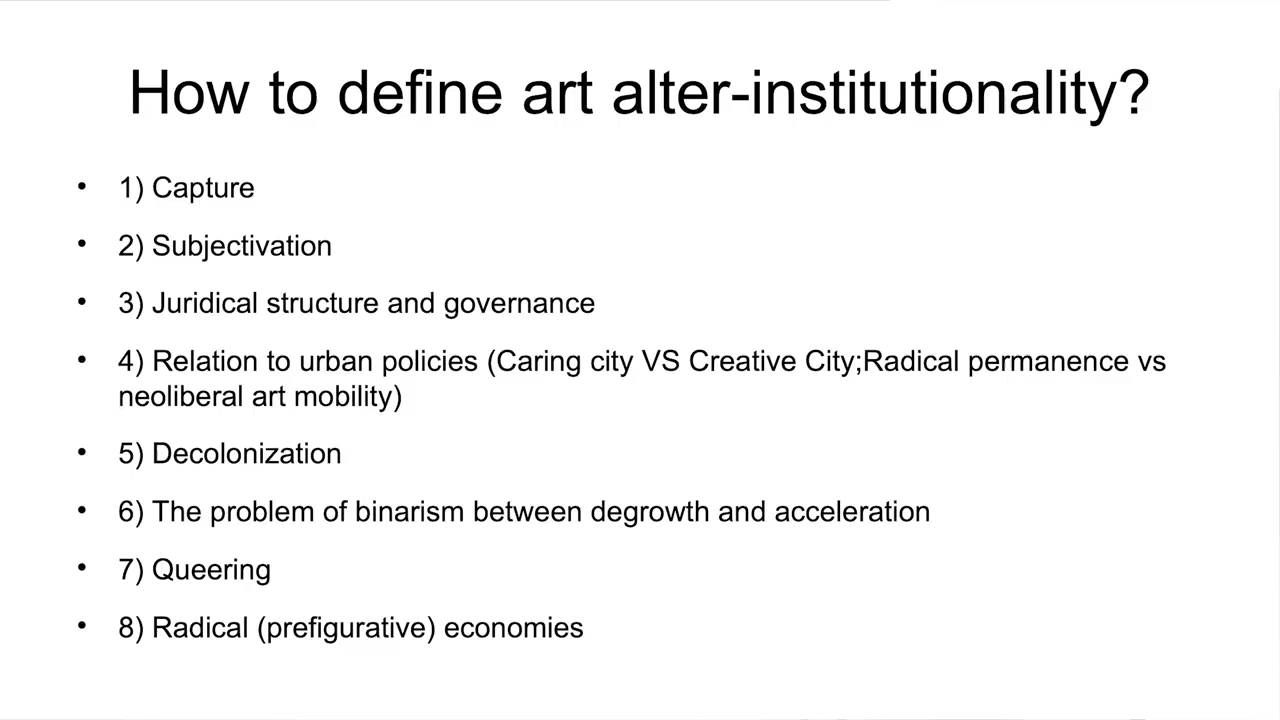 How to define art alter-institutionality?
• 1) Capture
• 2) Subjectivation
• 3) Juridical structure and governance
• 4) Relation to urban policies (Caring city VS Creative City;Radical permanence vs
neoliberal art mobility)
• 5) Decolonization
• 6) The problem of binarism between degrowth and acceleration
• 7) Queering
• 8) Radical (prefigurative) economies